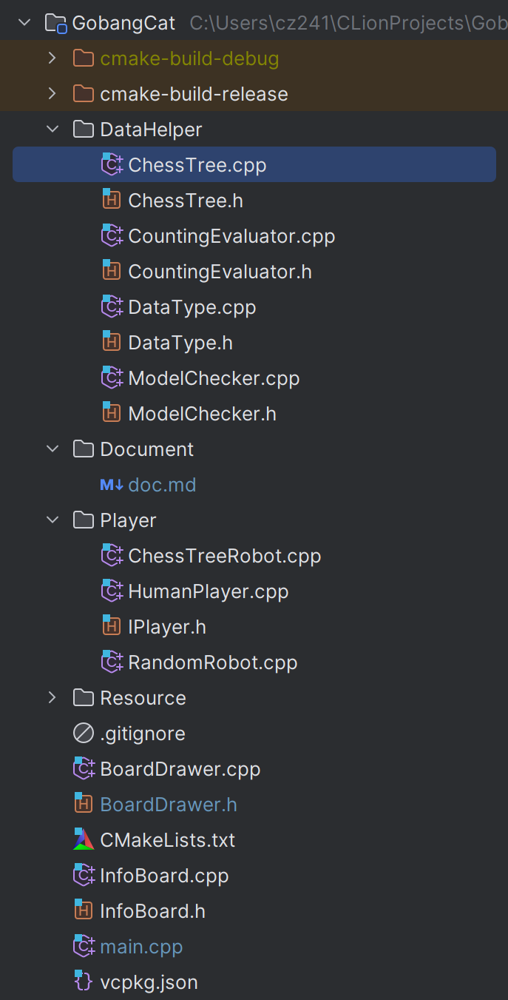 GobangCat C:\Users\cz241\CLionProjects\Gob
cmake-build-debug
cmake-build-release
DataHelper
ChessTree.cpp
ChessTree.h
CountingEvaluator.cpp
CountingEvaluator.h
DataType.cpp
DataType.h
ModelChecker.cpp
ModelChecker.h
Document
M↓ doc.md
Player
ChessTreeRobot.cpp
HumanPlayer.cpp
IPlayer.h
RandomRobot.cpp
Resource
.gitignore
BoardDrawer.cpp
BoardDrawer.h
CMakeLists.txt
InfoBoard.cpp
InfoBoard.h
main.cpp
vcpkg.json